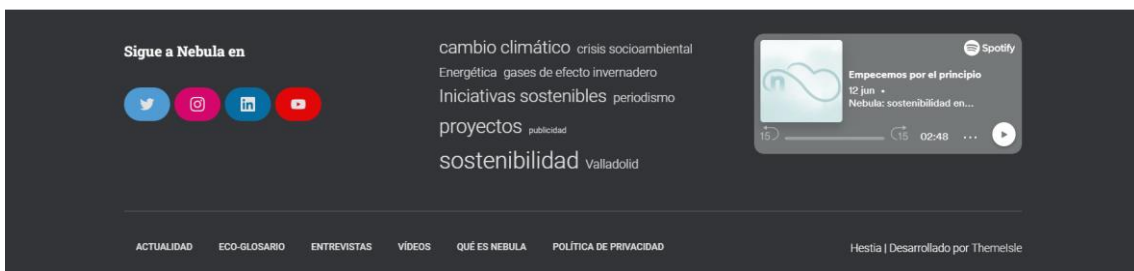 Sigue a Nebula en
cambio climático crisis socioambiental
Energética gases de efecto invernadero
Iniciativas sostenibles periodismo
proyectos publicidad
sostenibilidad Valladolid
Spotify
Empecemos por el principio
12 jun •
Nebula: sostenibilidad en...
15 15 02:48 ...
ACTUALIDAD ECO-GLOSARIO ENTREVISTAS VÍDEOS QUÉ ES NEBULA POLÍTICA DE PRIVACIDAD
Hestia | Desarrollado por ThemeIsle